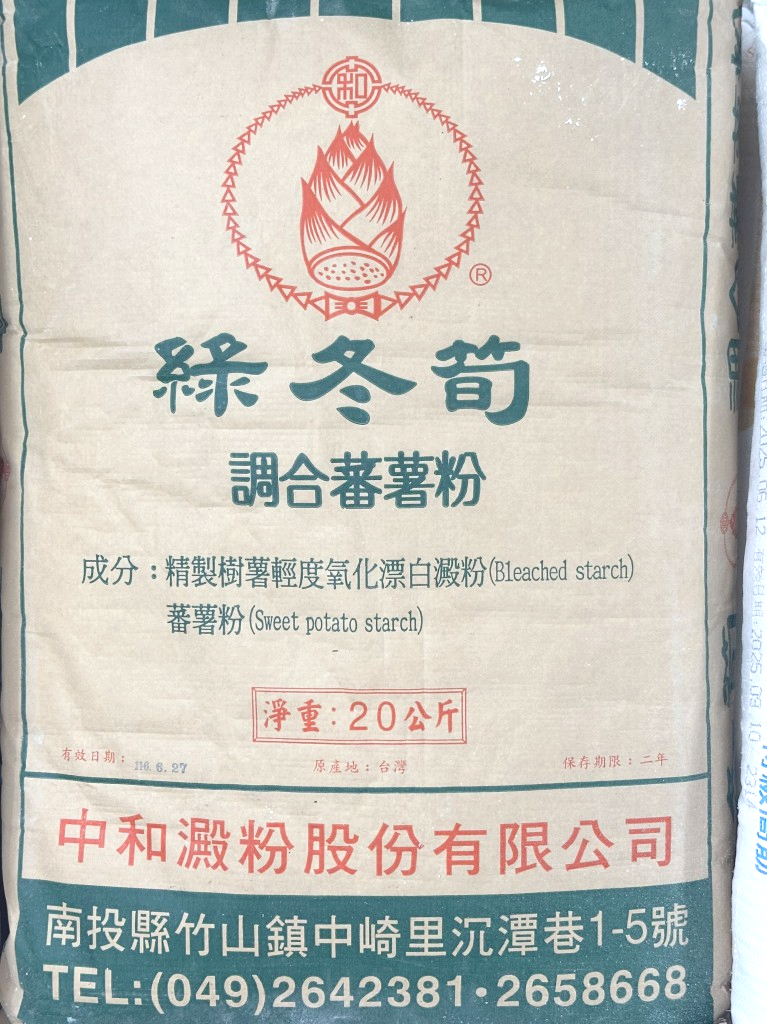 和
®
綠冬筍
調合蕃薯粉
成分：精製樹薯輕度氧化漂白澱粉(Bleached starch)
蕃薯粉(Sweet potato starch)
淨重：20公斤
有效日期：116.6.27
原產地：台灣
保存期限：二年
中和澱粉股份有限公司
南投縣竹山鎮中崎里沉潭巷1-5號
TEL:(049)2642381·2658668